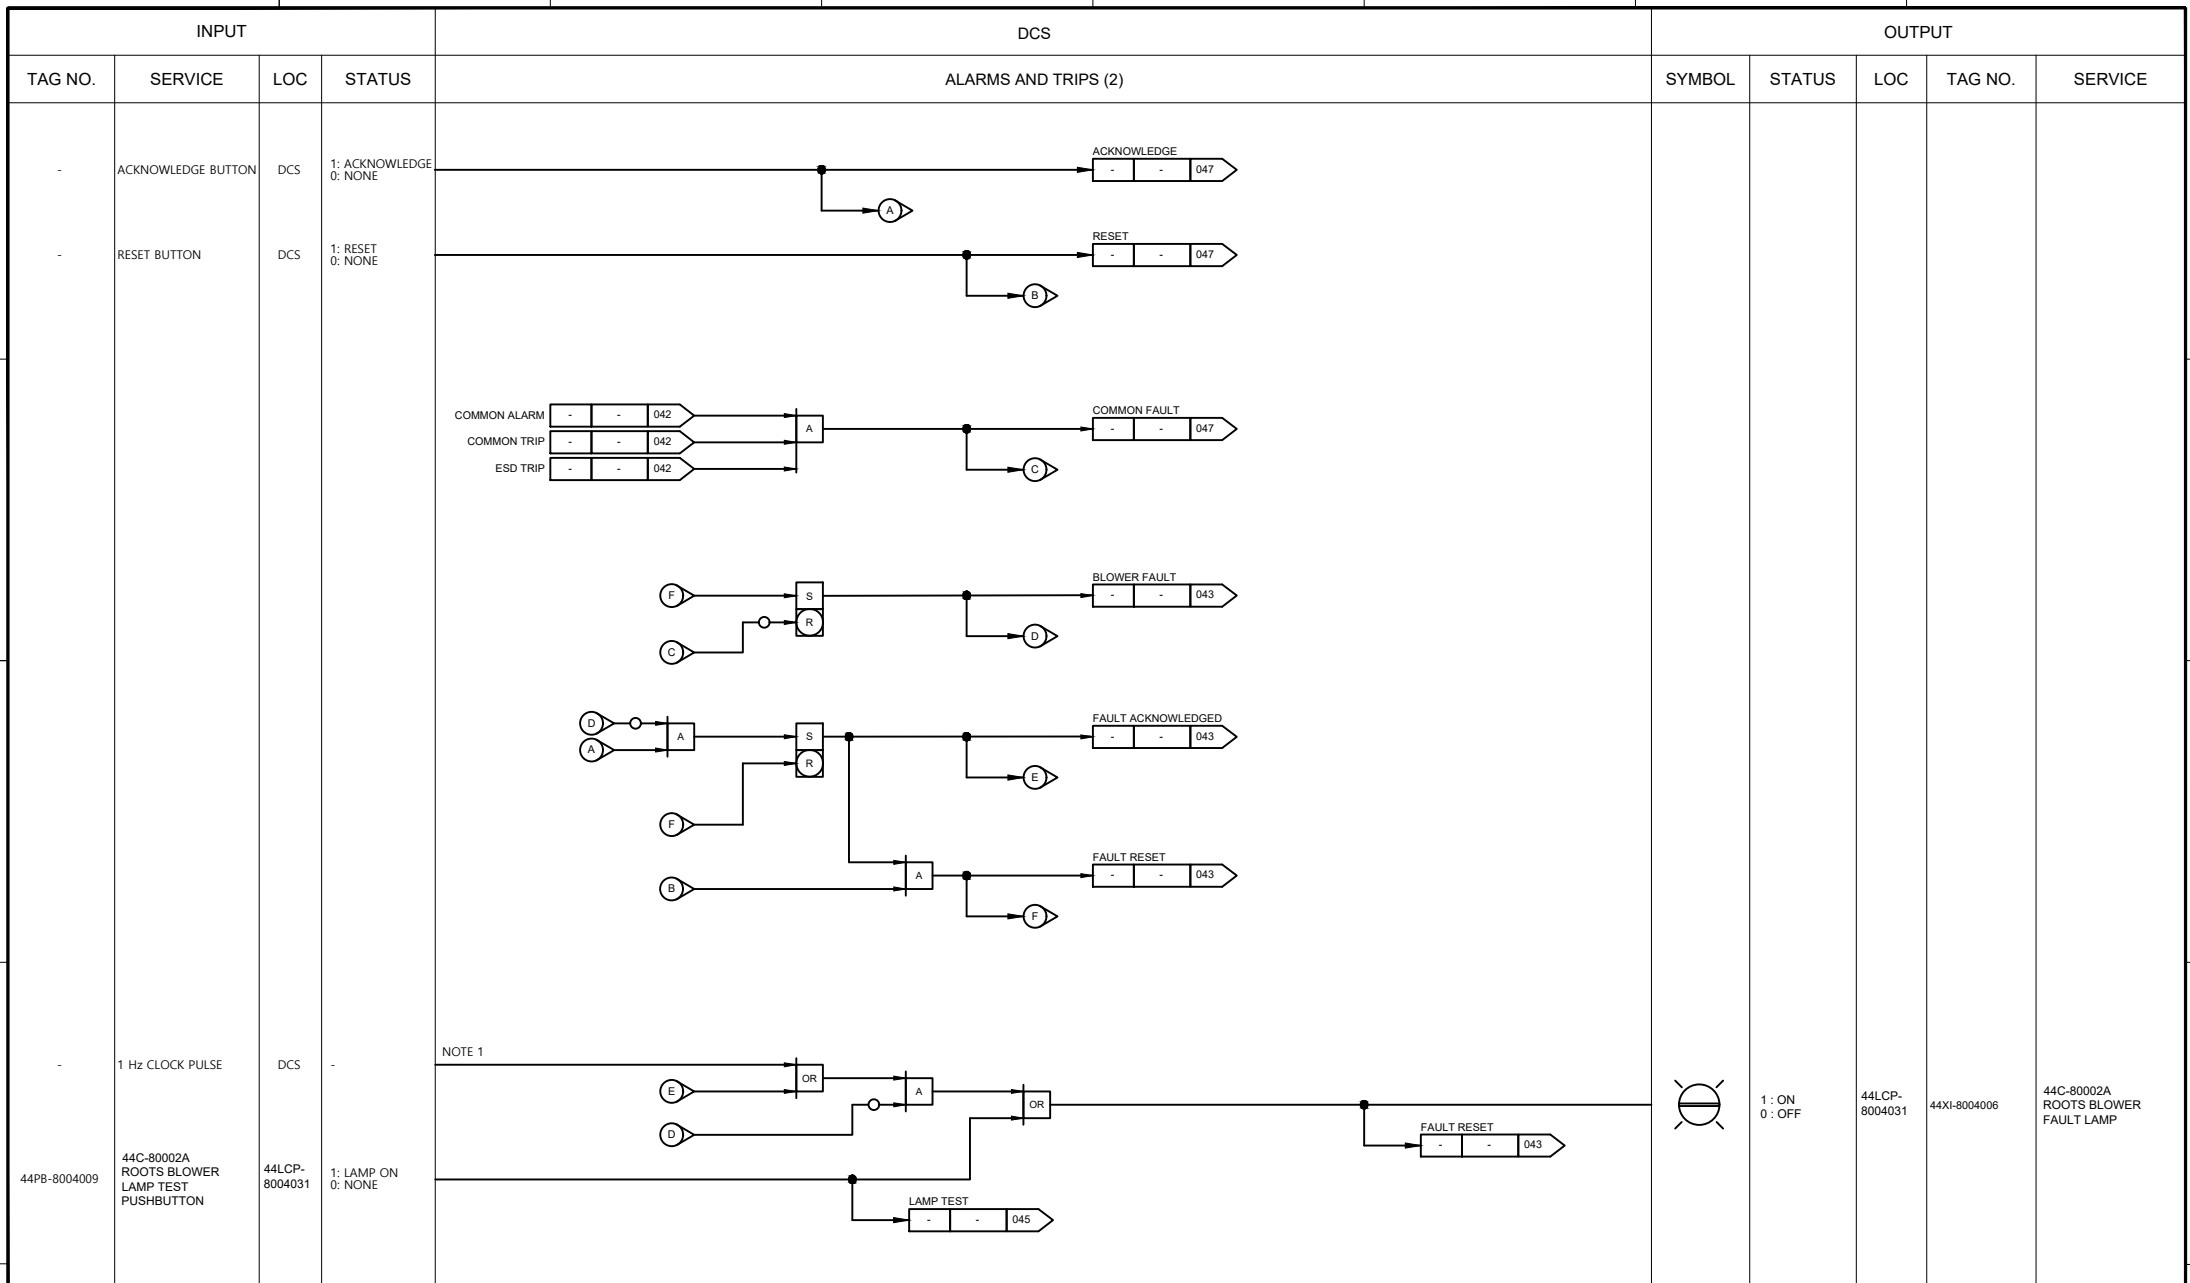 INPUT
DCS
OUTPUT
TAG NO.
SERVICE
LOC
STATUS
ALARMS AND TRIPS (2)
SYMBOL
STATUS
LOC
TAG NO.
SERVICE
-
ACKNOWLEDGE BUTTON
DCS
1: ACKNOWLEDGE
0: NONE
ACKNOWLEDGE
- - 047
A
-
RESET BUTTON
DCS
1: RESET
0: NONE
RESET
- - 047
B
COMMON ALARM - - 042
COMMON TRIP - - 042
ESD TRIP - - 042
A
COMMON FAULT
- - 047
C
F
C
S
R
BLOWER FAULT
- - 043
D
D
A
A
S
R
F
FAULT ACKNOWLEDGED
- - 043
E
B
A
FAULT RESET
- - 043
F
-
1 Hz CLOCK PULSE
DCS
-
NOTE 1
E
OR
D
A
OR
FAULT RESET
- - 043
1 : ON
0 : OFF
44LCP-
8004031
44XI-8004006
44C-80002A
ROOTS BLOWER
FAULT LAMP
44PB-8004009
44C-80002A
ROOTS BLOWER
LAMP TEST
PUSHBUTTON
44LCP-
8004031
1: LAMP ON
0: NONE
LAMP TEST
- - 045